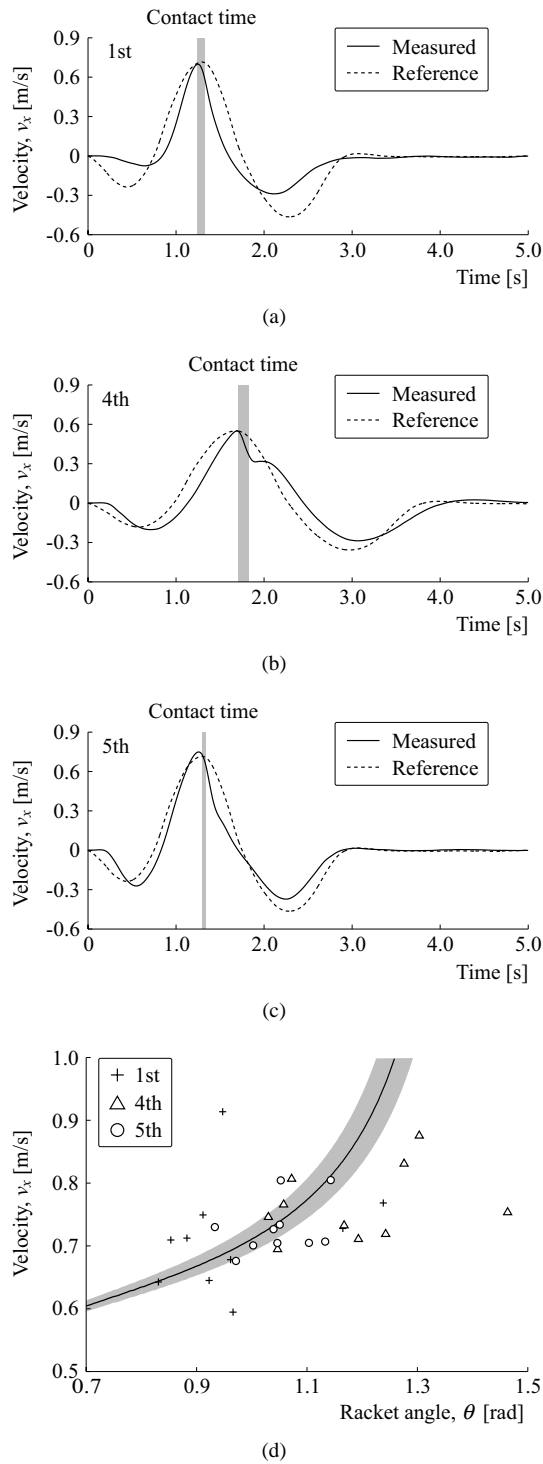 Contact time
1st
Measured
Reference
Velocity, vₓ [m/s]
0.9
0.6
0.3
0
-0.3
-0.6
0 1.0 2.0 3.0 4.0 5.0
Time [s]
(a)
Contact time
4th
Measured
Reference
Velocity, vₓ [m/s]
0.9
0.6
0.3
0
-0.3
-0.6
0 1.0 2.0 3.0 4.0 5.0
Time [s]
(b)
Contact time
5th
Measured
Reference
Velocity, vₓ [m/s]
0.9
0.6
0.3
0
-0.3
-0.6
0 1.0 2.0 3.0 4.0 5.0
Time [s]
(c)
1st
4th
5th
Velocity, vₓ [m/s]
1.0
0.9
0.8
0.7
0.6
0.5
0.7 0.9 1.1 1.3 1.5
Racket angle, θ [rad]
(d)